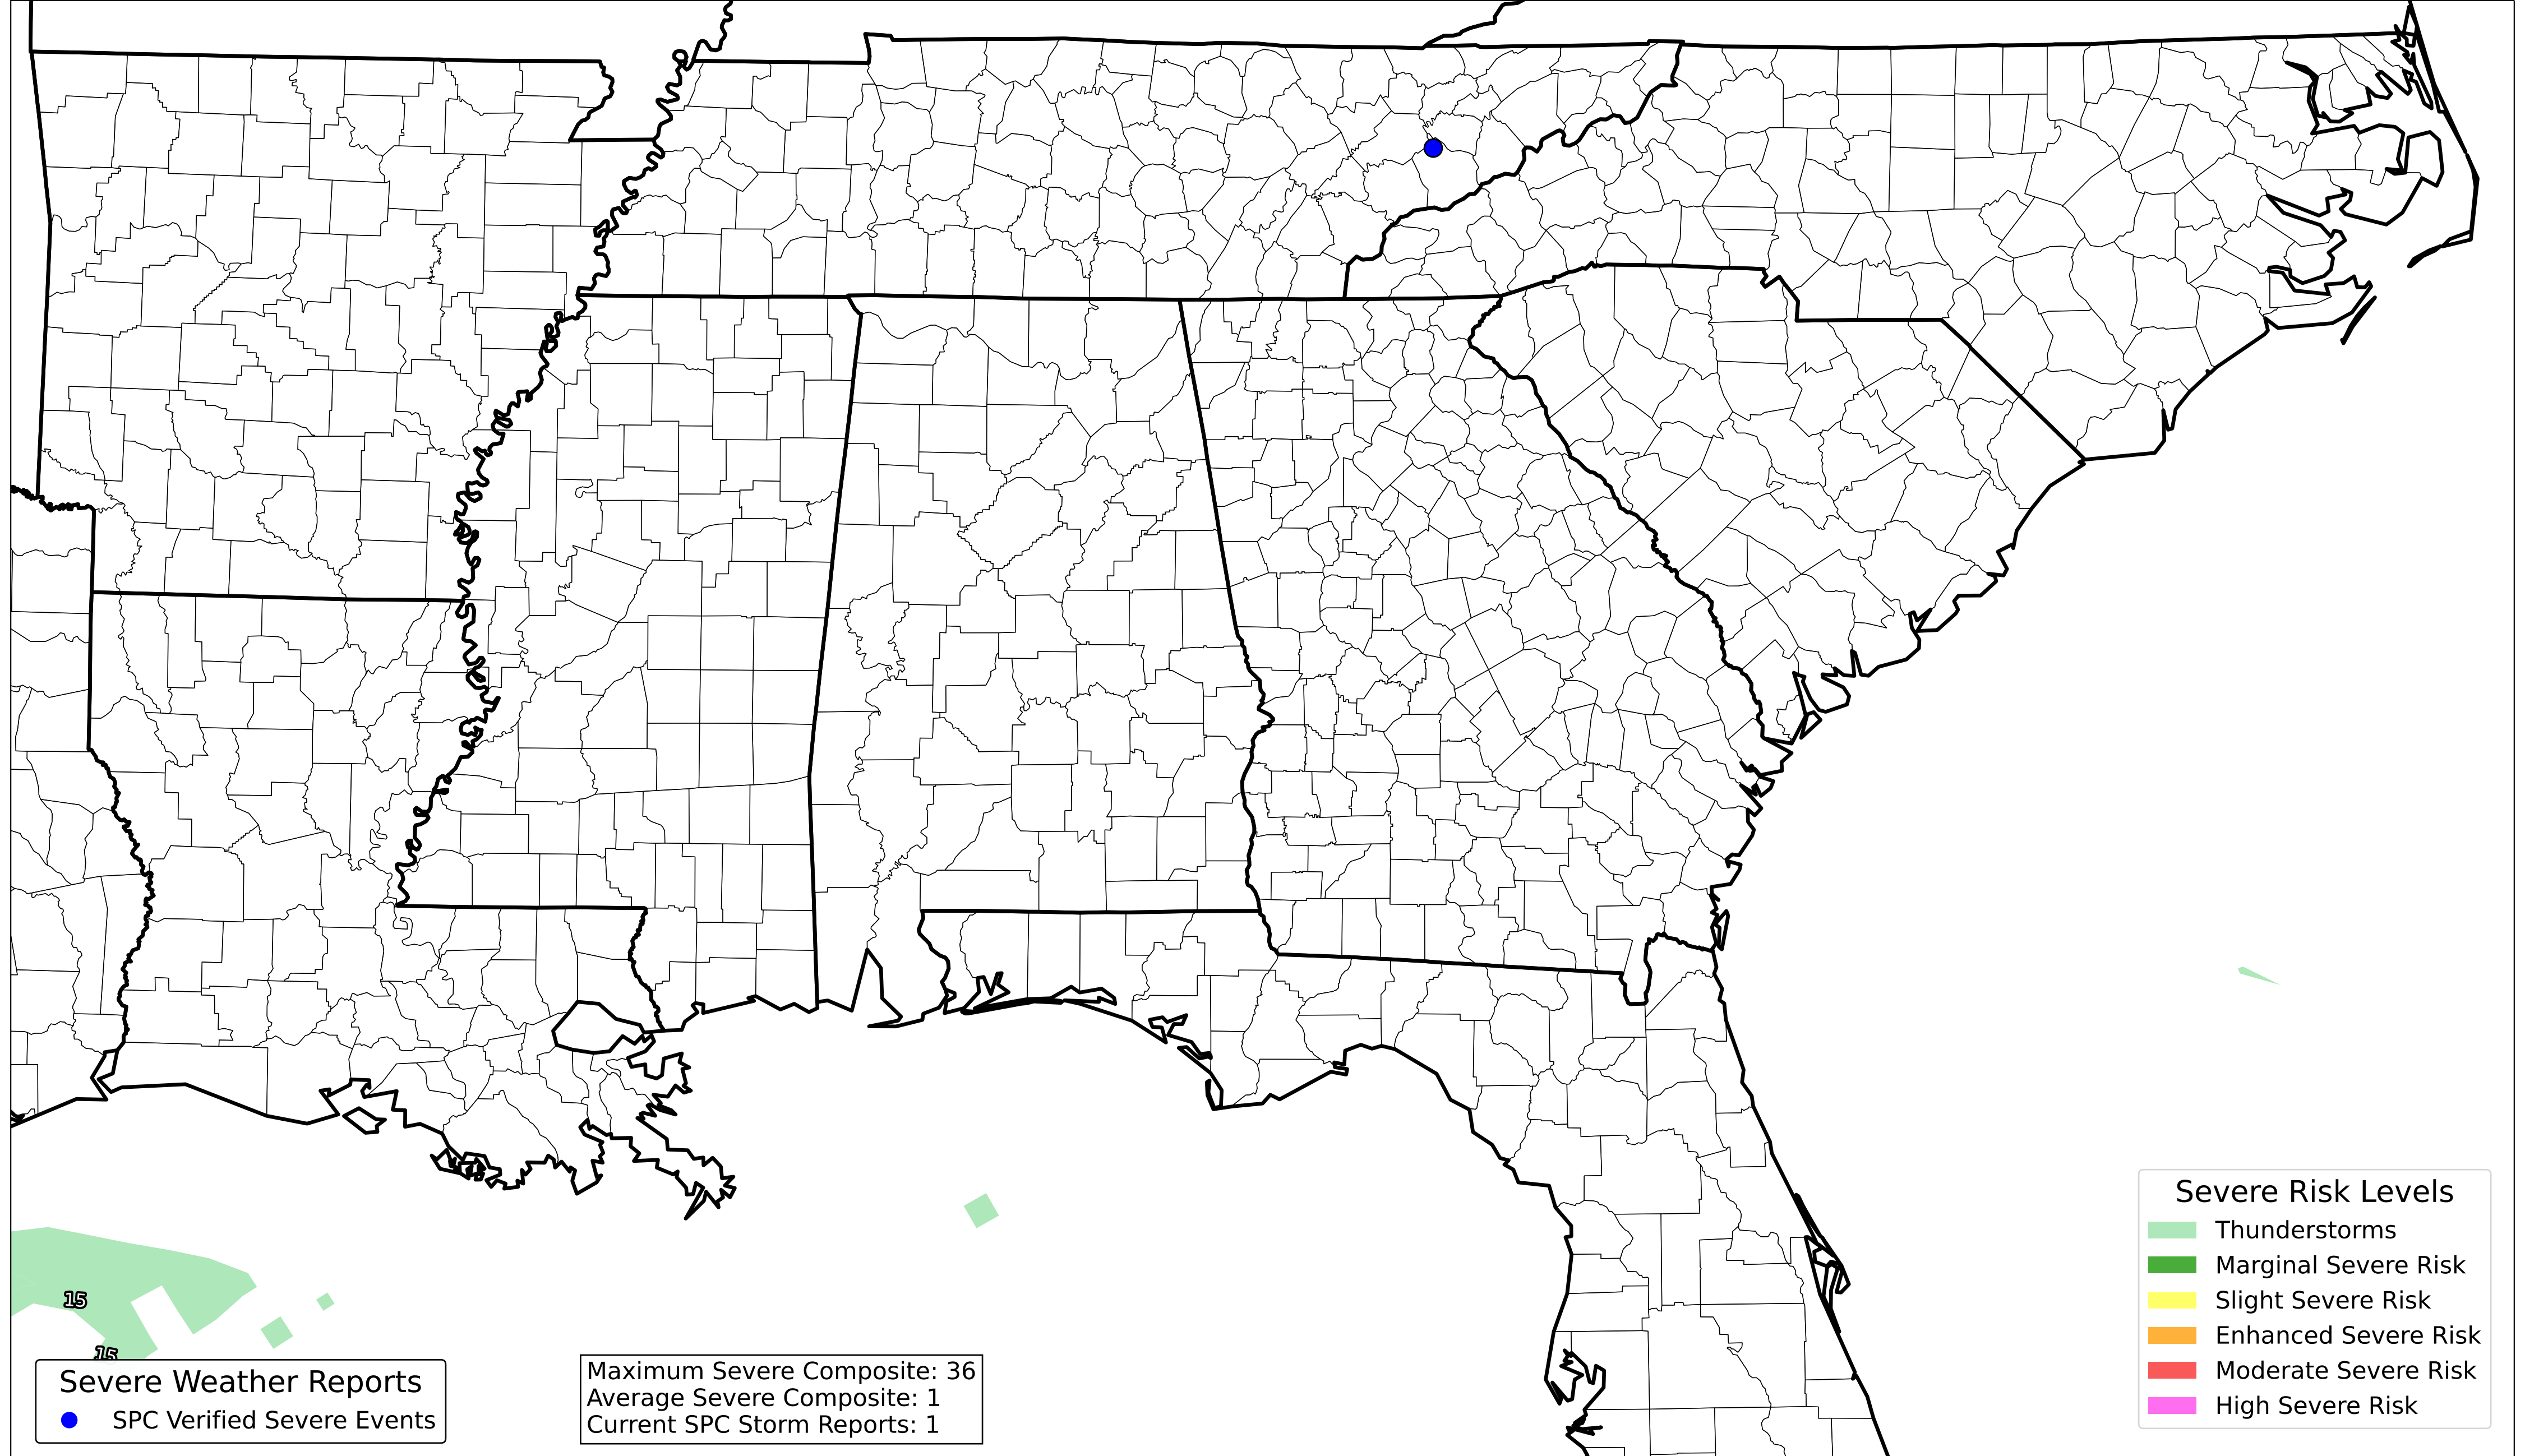 15
15
Severe Weather Reports
SPC Verified Severe Events
Maximum Severe Composite: 36
Average Severe Composite: 1
Current SPC Storm Reports: 1
Severe Risk Levels
Thunderstorms
Marginal Severe Risk
Slight Severe Risk
Enhanced Severe Risk
Moderate Severe Risk
High Severe Risk